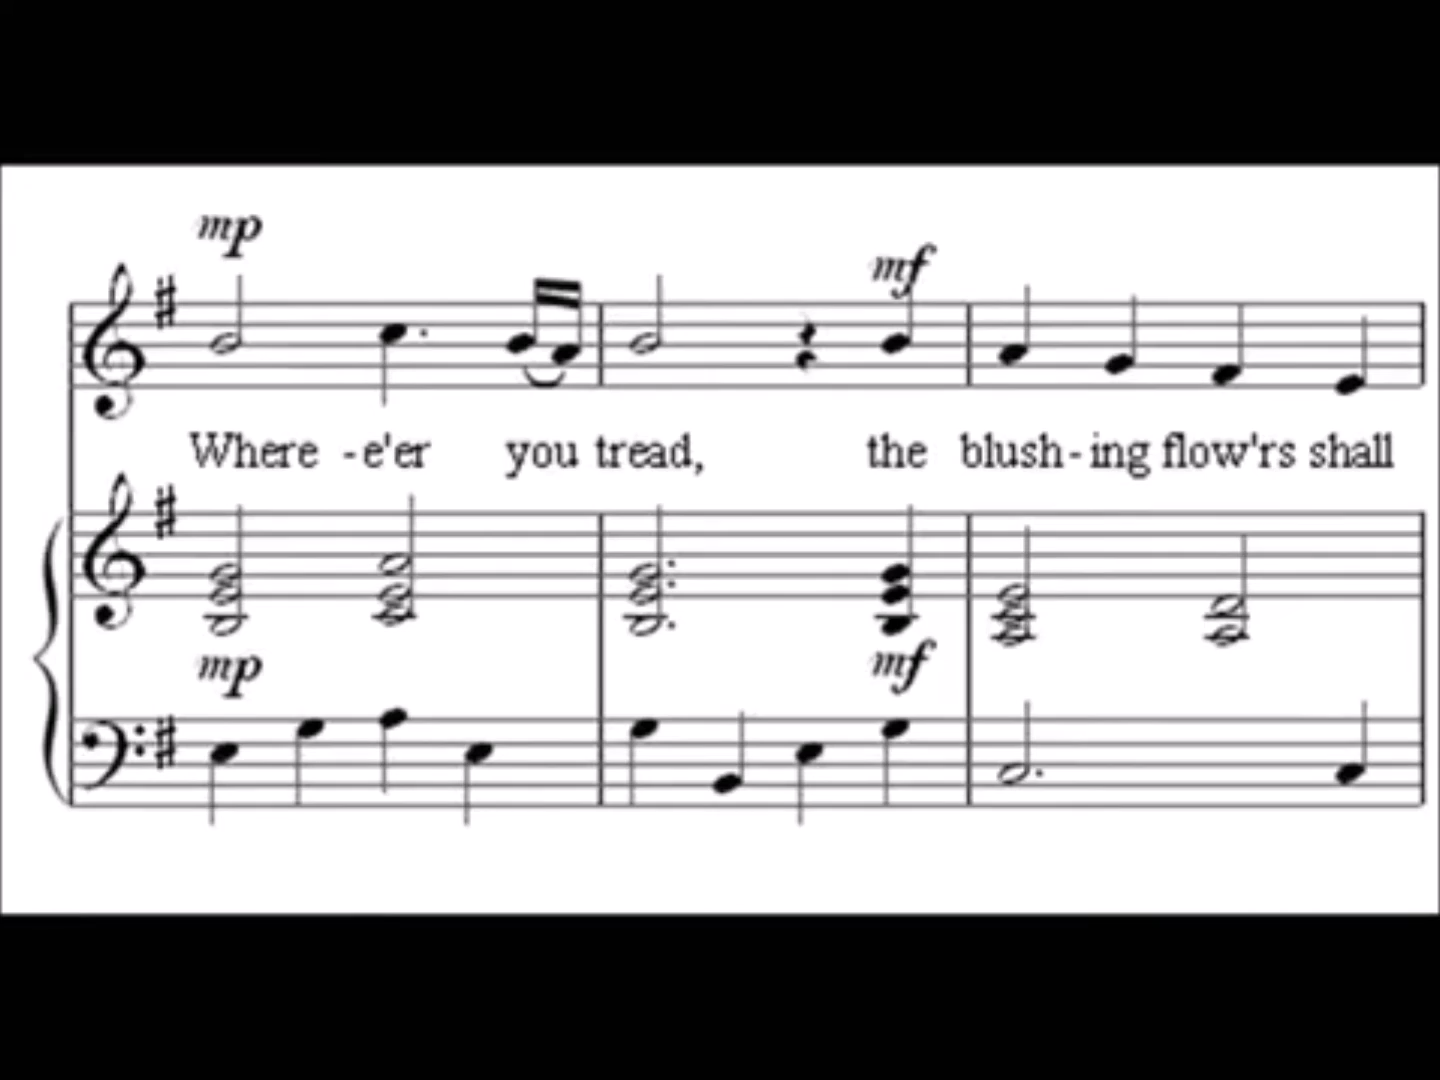 mp
mf
Where -e'er you tread, the blush-ing flow'rs shall
mp mf